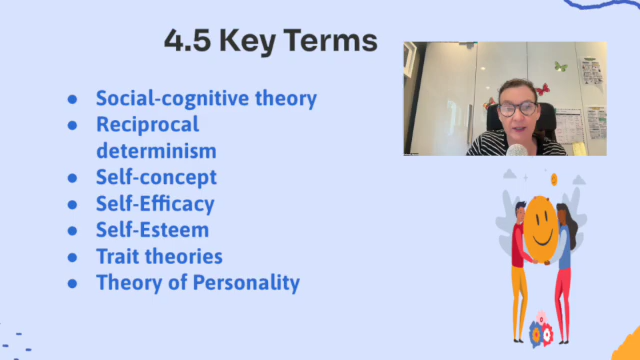 4.5 Key Terms
● Social-cognitive theory
● Reciprocal
determinism
● Self-concept
● Self-Efficacy
● Self-Esteem
● Trait theories
● Theory of Personality